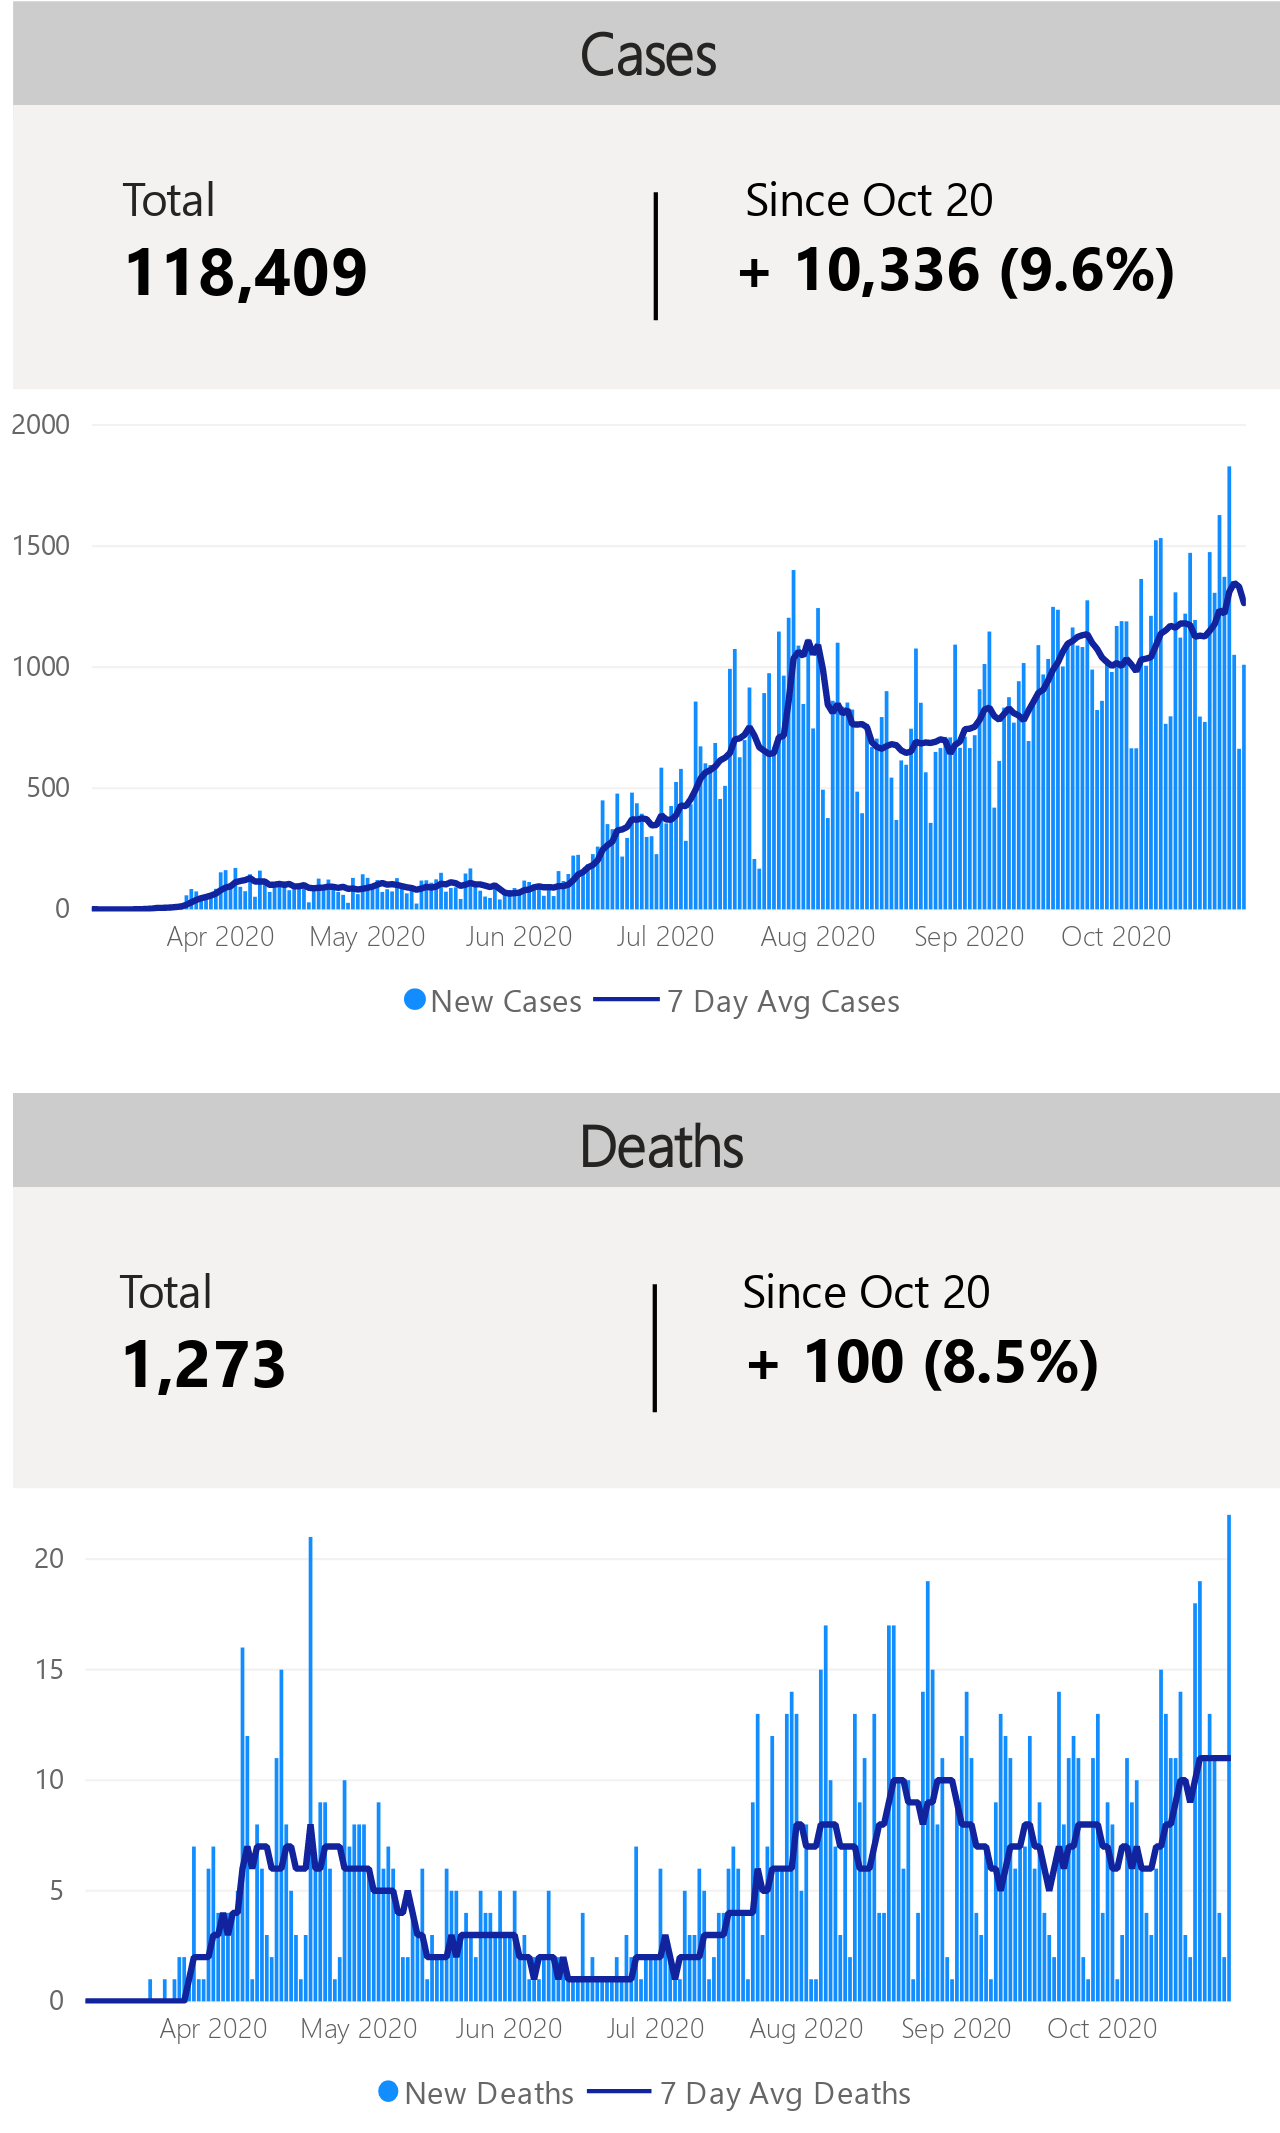 Cases
Total
Since Oct 20
118,409
+ 10,336 (9.6%)
2000
1500
1000
500
0
Apr 2020 May 2020 Jun 2020 Jul 2020 Aug 2020 Sep 2020 Oct 2020
New Cases 7 Day Avg Cases
Deaths
Total
Since Oct 20
1,273
+ 100 (8.5%)
20
15
10
5
0
Apr 2020 May 2020 Jun 2020 Jul 2020 Aug 2020 Sep 2020 Oct 2020
New Deaths 7 Day Avg Deaths